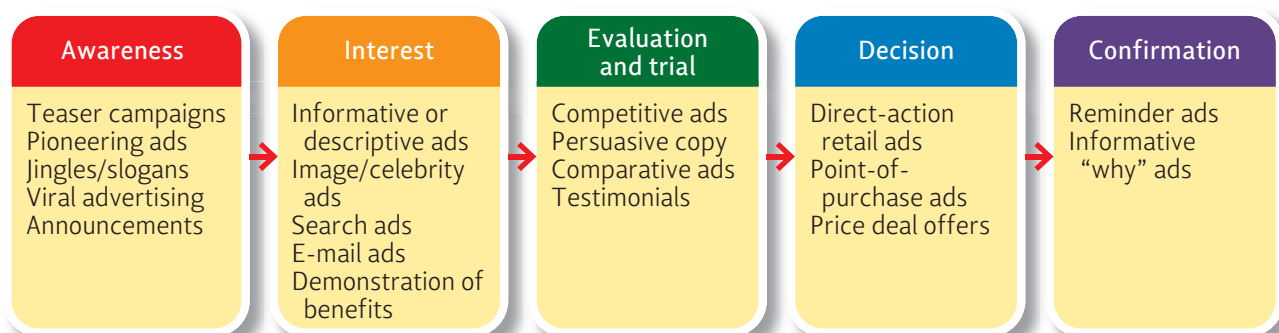 Awareness
Teaser campaigns
Pioneering ads
Jingles/slogans
Viral advertising
Announcements
Interest
Informative or
descriptive ads
Image/celebrity
ads
Search ads
E-mail ads
Demonstration of
benefits
Evaluation
and trial
Competitive ads
Persuasive copy
Comparative ads
Testimonials
Decision
Direct-action
retail ads
Point-of-
purchase ads
Price deal offers
Confirmation
Reminder ads
Informative
“why” ads